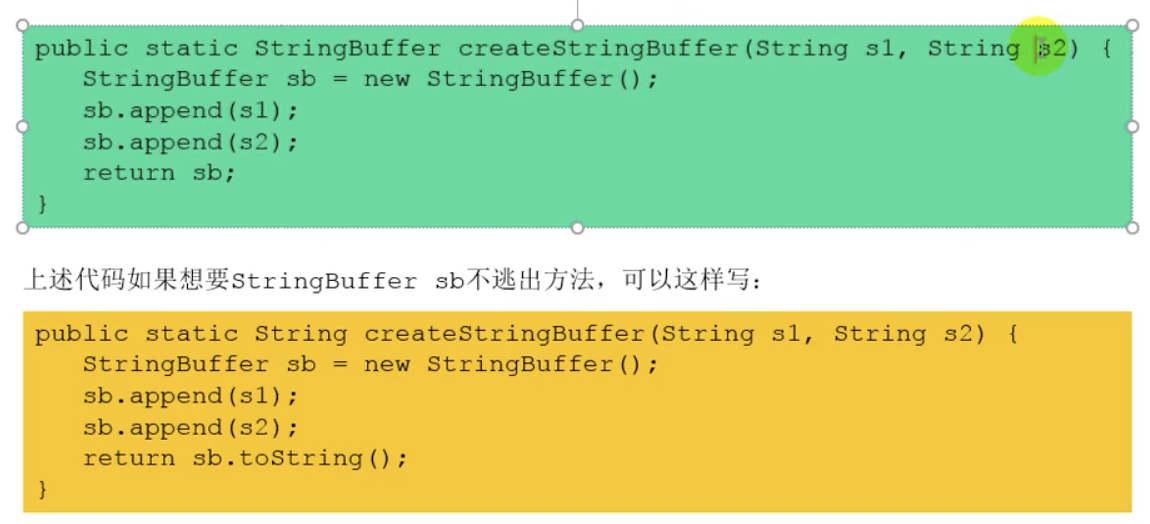 public static StringBuffer createStringBuffer(String s1, String s2) {
StringBuffer sb = new StringBuffer();
sb.append(s1);
sb.append(s2);
return sb;
}
上述代码如果想要StringBuffer sb不逃出方法，可以这样写：
public static String createStringBuffer(String s1, String s2) {
StringBuffer sb = new StringBuffer();
sb.append(s1);
sb.append(s2);
return sb.toString();
}